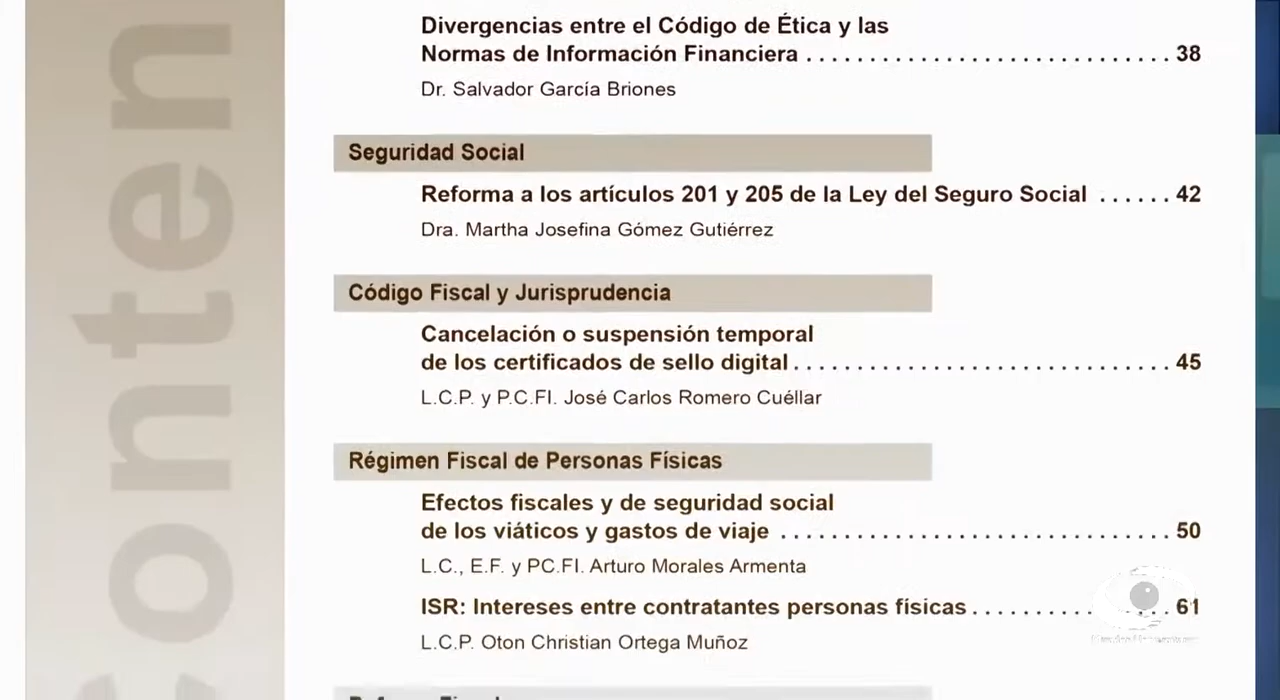 Divergencias entre el Código de Ética y las
Normas de Información Financiera . . . . . . . . . . . . . . . . . . . . . . . . . . . . . 38
Dr. Salvador García Briones
Seguridad Social
Reforma a los artículos 201 y 205 de la Ley del Seguro Social . . . . . . 42
Dra. Martha Josefina Gómez Gutiérrez
Código Fiscal y Jurisprudencia
Cancelación o suspensión temporal
de los certificados de sello digital . . . . . . . . . . . . . . . . . . . . . . . . . . . . . . 45
L.C.P. y P.C.FI. José Carlos Romero Cuéllar
Régimen Fiscal de Personas Físicas
Efectos fiscales y de seguridad social
de los viáticos y gastos de viaje . . . . . . . . . . . . . . . . . . . . . . . . . . . . . . . 50
L.C., E.F. y PC.FI. Arturo Morales Armenta
ISR: Intereses entre contratantes personas físicas . . . . . . . . . . . . . . . . 61
L.C.P. Oton Christian Ortega Muñoz
conten